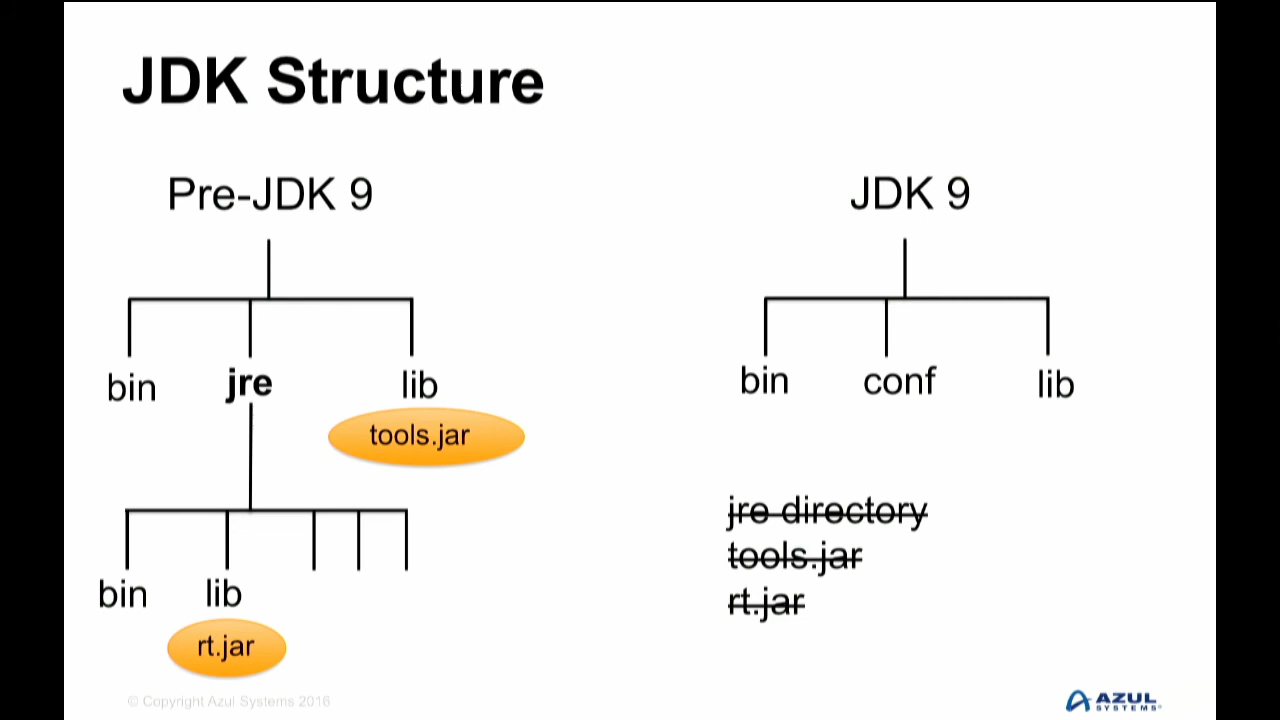 JDK Structure
Pre-JDK 9
bin
jre
lib
tools.jar
bin
lib
rt.jar
JDK 9
bin
conf
lib
jre directory
tools.jar
rt.jar
© Copyright Azul Systems 2016
AZUL
SYSTEMS